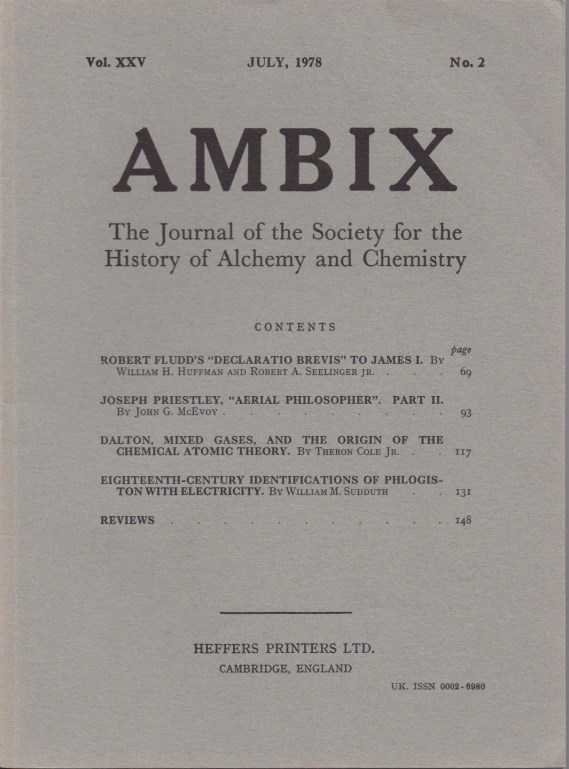 Vol. XXV JULY, 1978 No. 2
AMBIX
The Journal of the Society for the
History of Alchemy and Chemistry
CONTENTS
page
ROBERT FLUDD'S "DECLARATIO BREVIS" TO JAMES I. By
William H. Huffman and Robert A. Seelinger jr. . . . 69
JOSEPH PRIESTLEY, "AERIAL PHILOSOPHER". PART II.
By John G. McEvoy . . . . . . . . . 93
DALTON, MIXED GASES, AND THE ORIGIN OF THE
CHEMICAL ATOMIC THEORY. By Theron Cole Jr. . . 117
EIGHTEENTH-CENTURY IDENTIFICATIONS OF PHLOGIS-
TON WITH ELECTRICITY. By William M. Sudduth . . 131
REVIEWS . . . . . . . . . . . 148
HEFFERS PRINTERS LTD.
CAMBRIDGE, ENGLAND
UK. ISSN 0002-6980